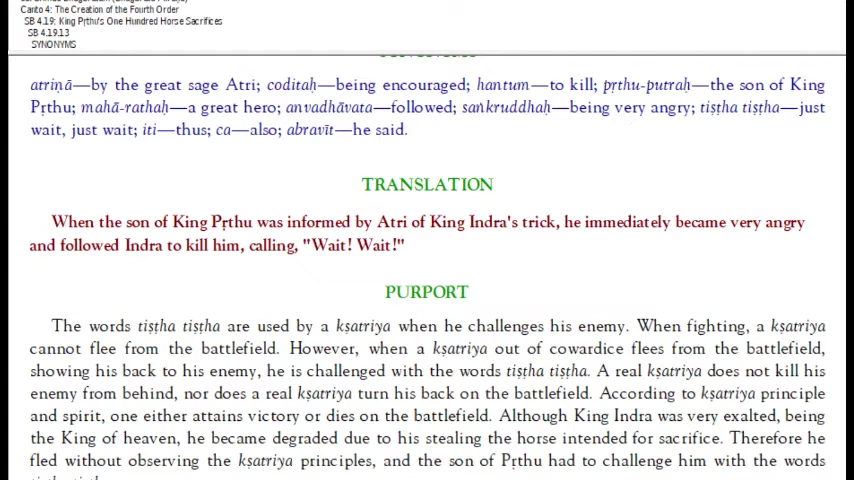 Canto 4: The Creation of the Fourth Order
SB 4.19: King Pṛthu's One Hundred Horse Sacrifices
SB 4.19.13
SYNONYMS
atriṇā—by the great sage Atri; coditaḥ—being encouraged; hantum—to kill; pṛthu-putraḥ—the son of King
Pṛthu; mahā-rathaḥ—a great hero; anvadhāvata—followed; saṅkruddhaḥ—being very angry; tiṣṭha tiṣṭha—just
wait, just wait; iti—thus; ca—also; abravīt—he said.
TRANSLATION
When the son of King Pṛthu was informed by Atri of King Indra's trick, he immediately became very angry
and followed Indra to kill him, calling, "Wait! Wait!"
PURPORT
The words tiṣṭha tiṣṭha are used by a kṣatriya when he challenges his enemy. When fighting, a kṣatriya
cannot flee from the battlefield. However, when a kṣatriya out of cowardice flees from the battlefield,
showing his back to his enemy, he is challenged with the words tiṣṭha tiṣṭha. A real kṣatriya does not kill his
enemy from behind, nor does a real kṣatriya turn his back on the battlefield. According to kṣatriya principle
and spirit, one either attains victory or dies on the battlefield. Although King Indra was very exalted, being
the King of heaven, he became degraded due to his stealing the horse intended for sacrifice. Therefore he
fled without observing the kṣatriya principles, and the son of Pṛthu had to challenge him with the words